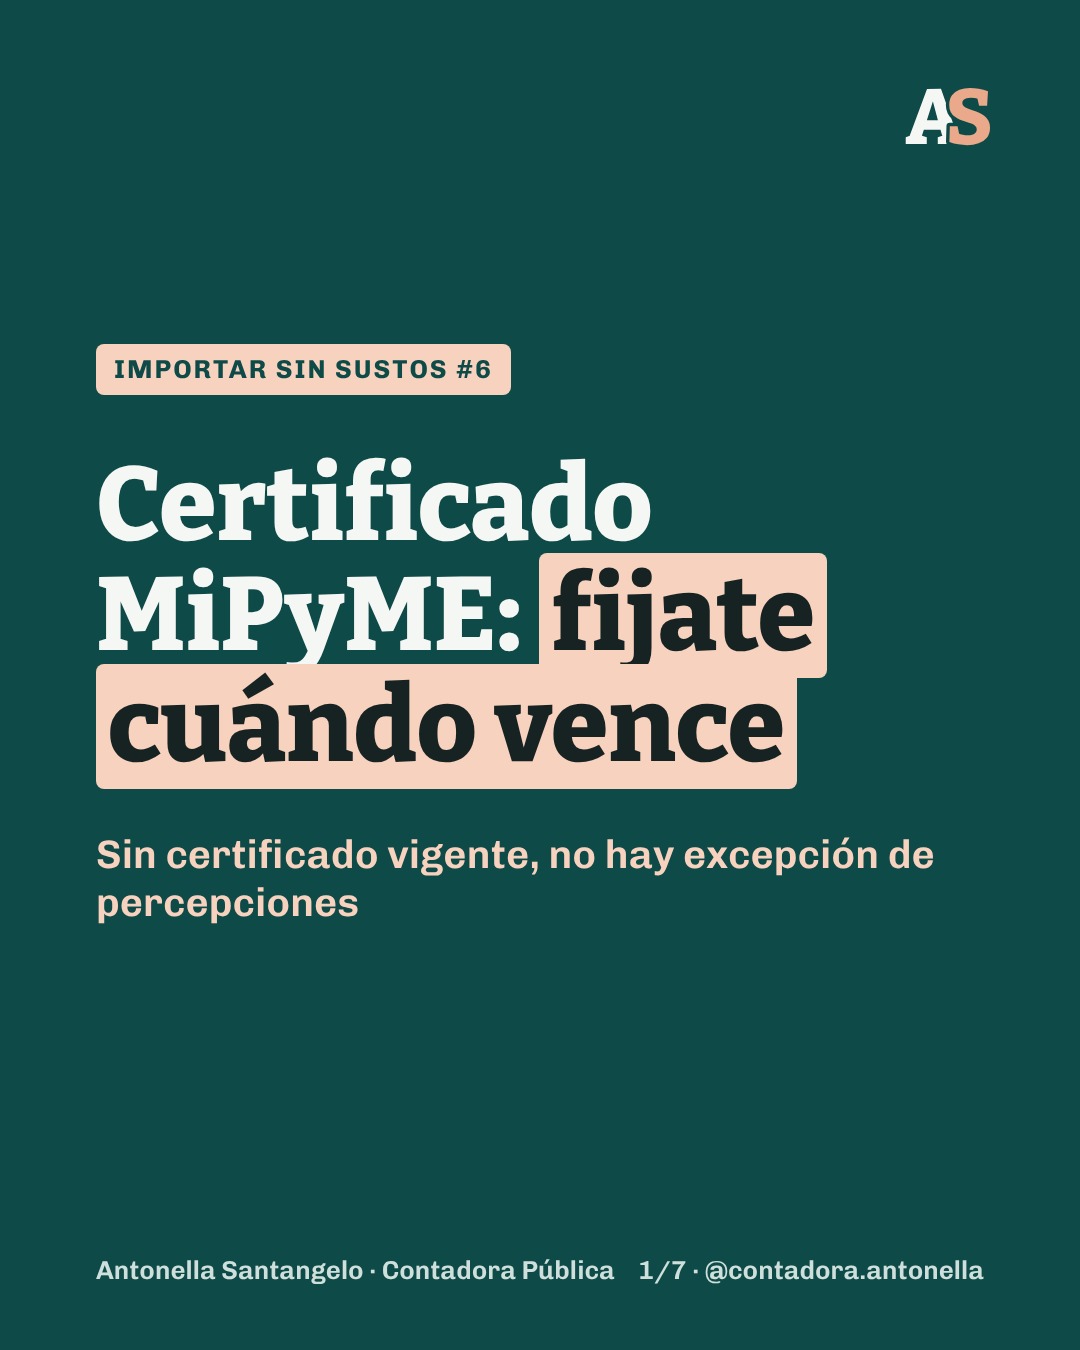 AS
IMPORTAR SIN SUSTOS #6
Certificado
MiPyME: fijate
cuándo vence
Sin certificado vigente, no hay excepción de
percepciones
Antonella Santangelo · Contadora Pública 1/7 · @contadora.antonella